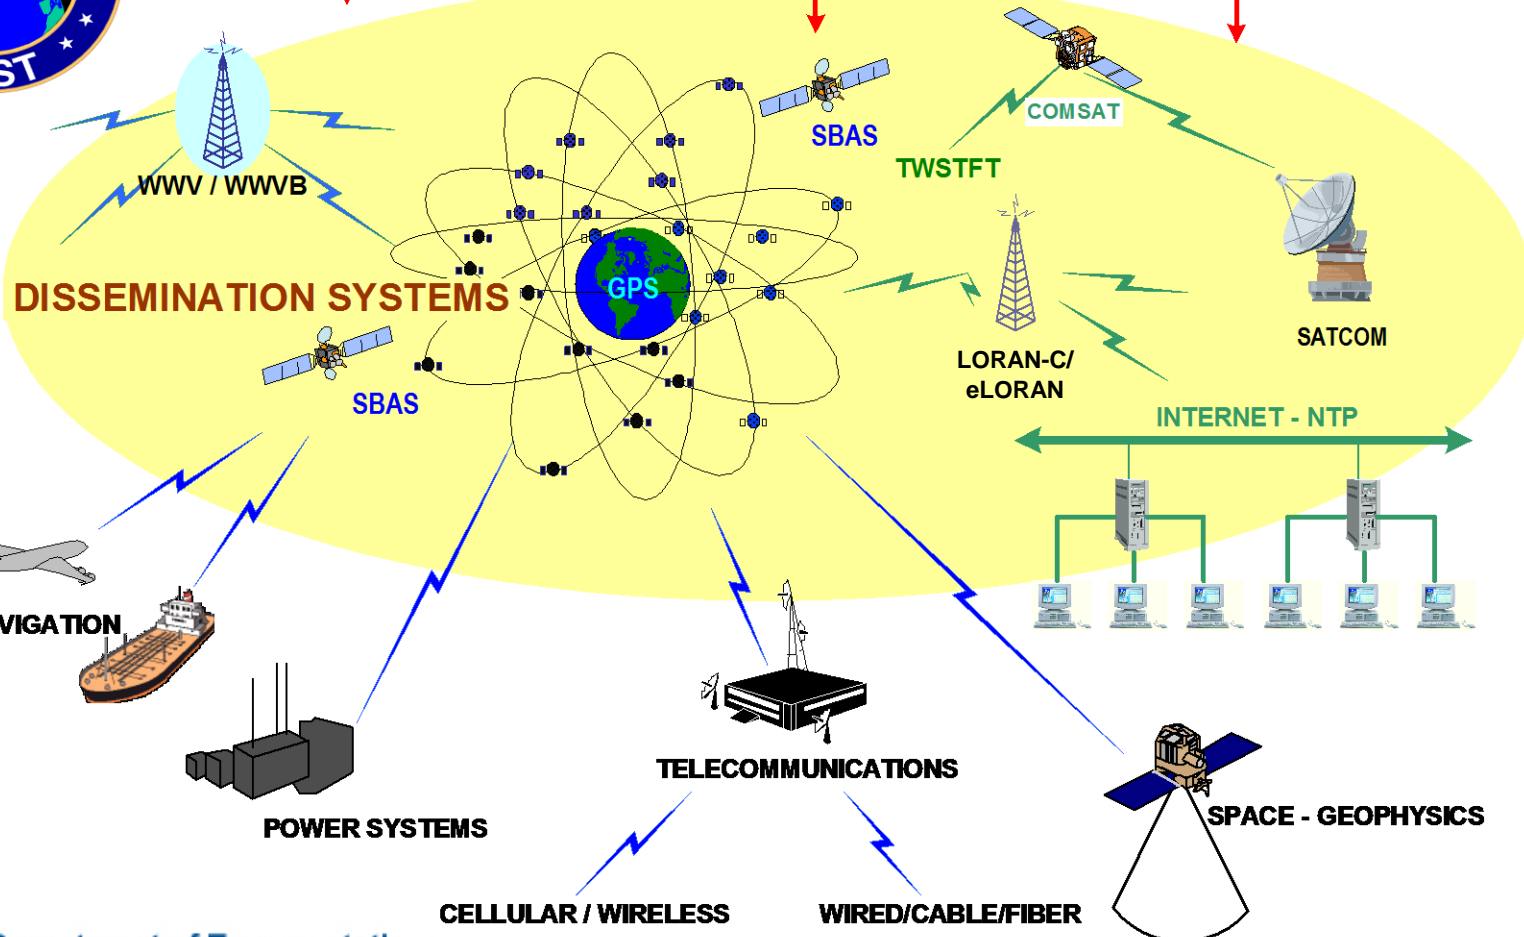 ST
COMSAT
SBAS
TWSTFT
WWV / WWVB
GPS
DISSEMINATION SYSTEMS
SATCOM
LORAN-C/
eLORAN
SBAS
INTERNET - NTP
VIGATION
TELECOMMUNICATIONS
SPACE - GEOPHYSICS
POWER SYSTEMS
CELLULAR / WIRELESS
WIRED/CABLE/FIBER